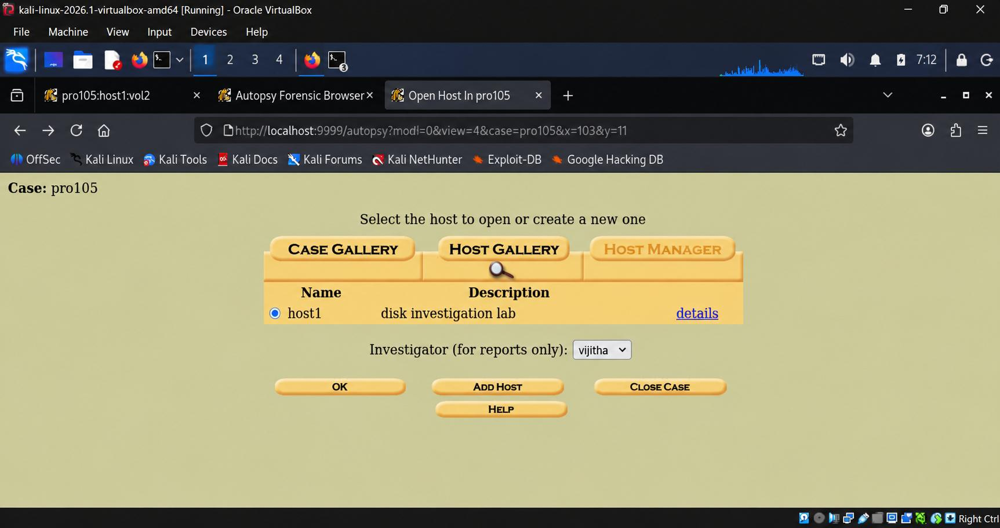 kali-linux-2026.1-virtualbox-amd64 [Running] - Oracle VirtualBox
File Machine View Input Devices Help
1 2 3 4 3 7:12
pro105:host1:vol2 Autopsy Forensic Browser Open Host In pro105
http://localhost:9999/autopsy?mod=0&view=4&case=pro105&x=103&y=11
OffSec Kali Linux Kali Tools Kali Docs Kali Forums Kali NetHunter Exploit-DB Google Hacking DB
Case: pro105
Select the host to open or create a new one
CASE GALLERY HOST GALLERY HOST MANAGER
Name Description
host1 disk investigation lab details
Investigator (for reports only): vijitha
OK ADD HOST CLOSE CASE
HELP
Right Ctrl